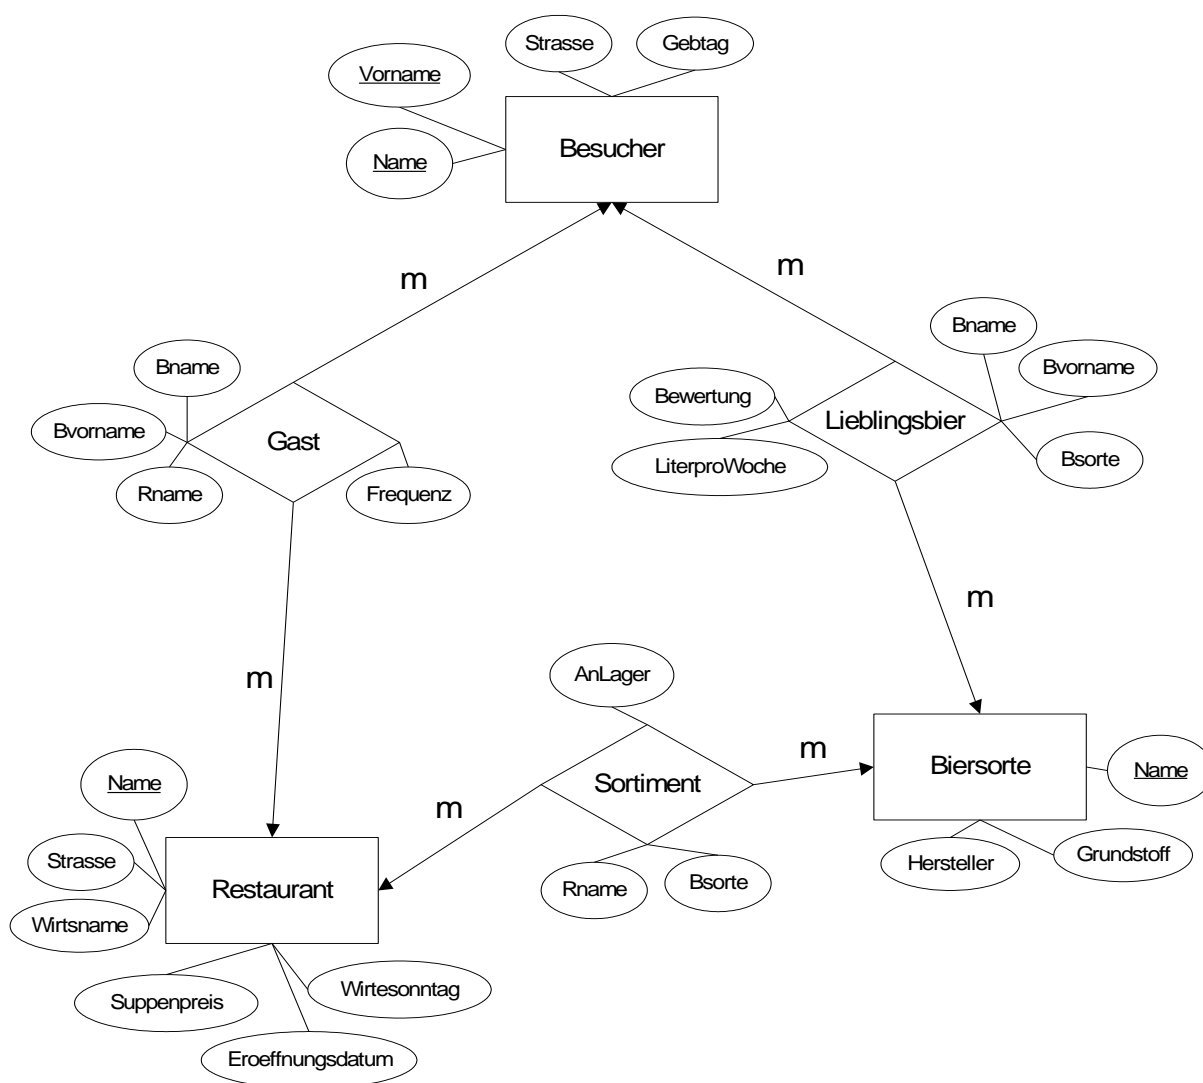 Strasse
Gebtag
Vorname
Name
Besucher
m
m
Bname
Bvorname
Gast
Rname
Frequenz
Bname
Bvorname
Bewertung
Lieblingsbier
LiterproWoche
Bsorte
m
m
AnLager
Sortiment
m
m
Rname
Bsorte
Biersorte
Name
Hersteller
Grundstoff
Name
Strasse
Restaurant
Wirtsname
Suppenpreis
Wirtesonntag
Eroeffnungsdatum